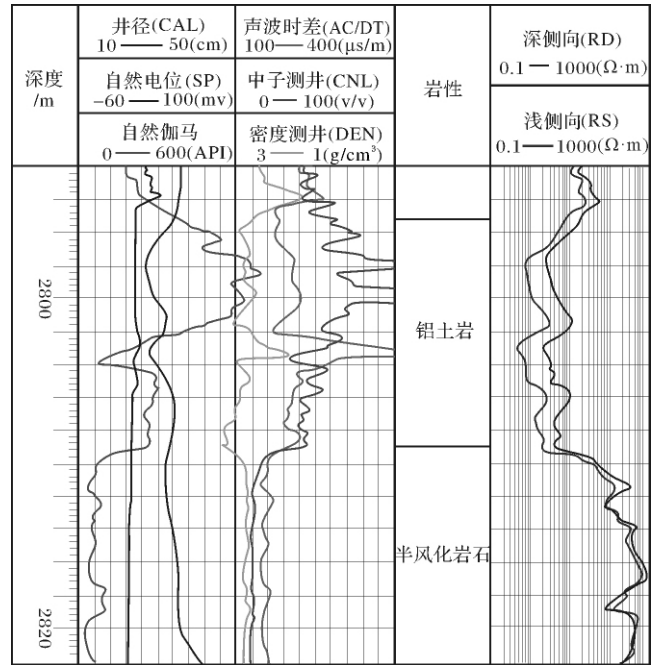 深度
/m
井径(CAL)
10 — 50(cm)
自然电位(SP)
−60 — 100(mv)
自然伽马
0 — 600(API)
声波时差(AC/DT)
100 — 400(μs/m)
中子测井(CNL)
0 — 100(v/v)
密度测井(DEN)
3 — 1(g/cm³)
岩性
深侧向(RD)
0.1 — 1000(Ω·m)
浅侧向(RS)
0.1 — 1000(Ω·m)
2800
铝土岩
半风化岩石
2820